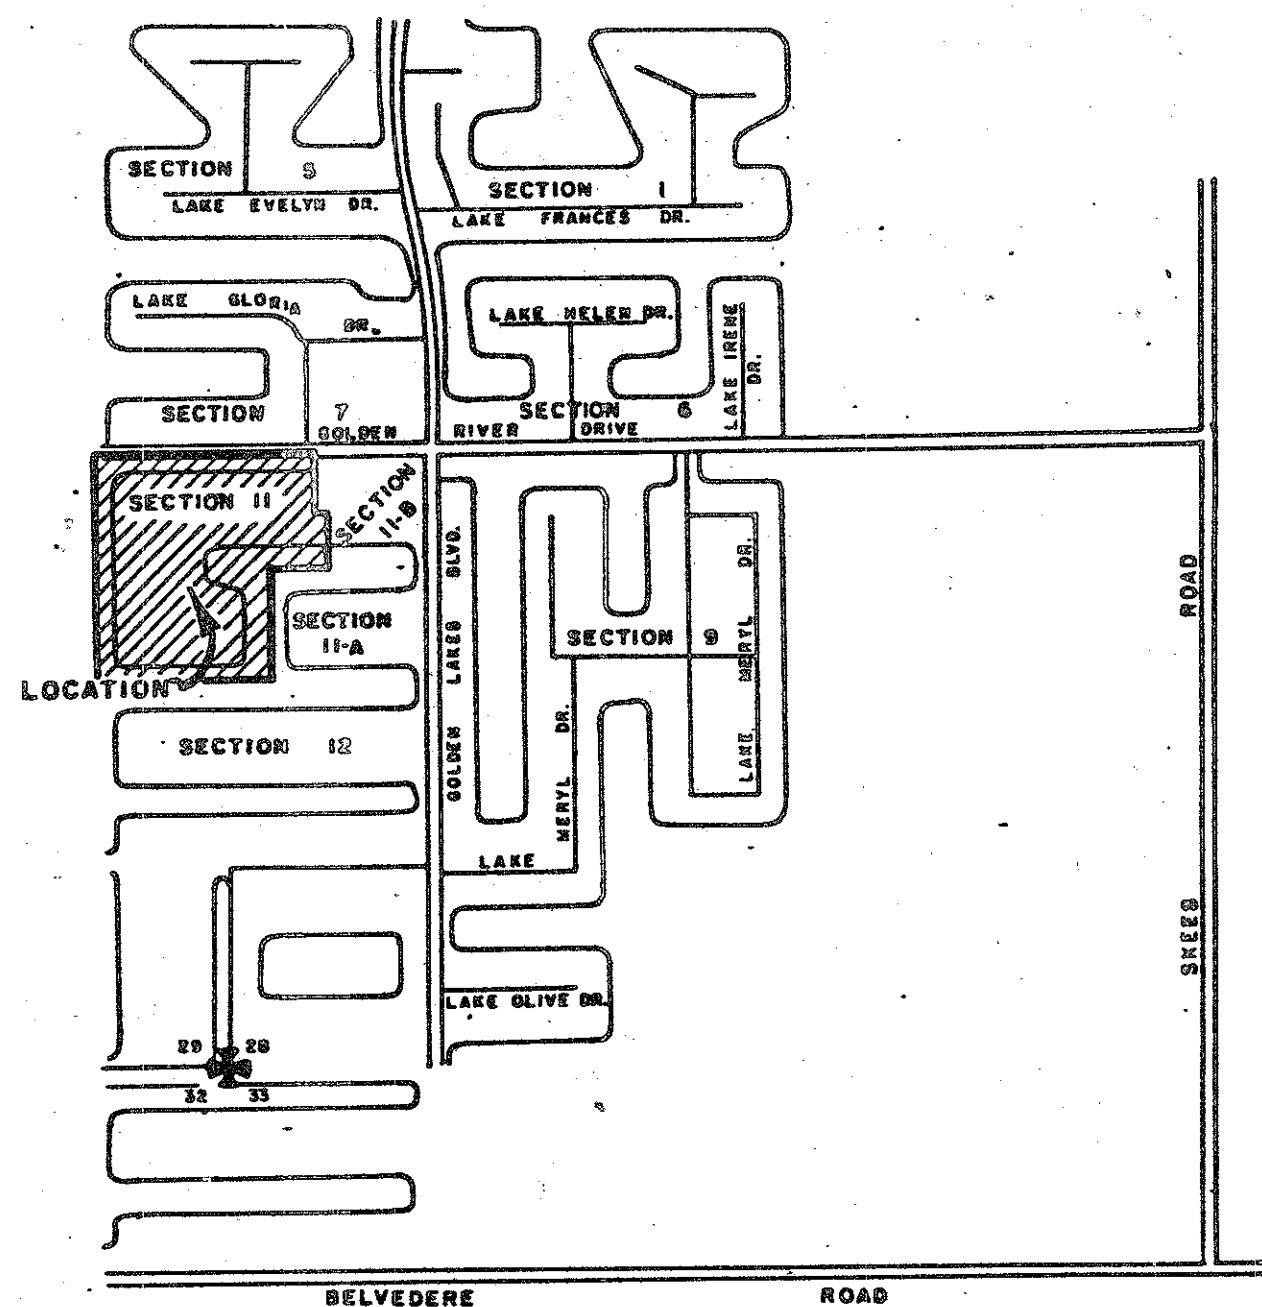 SECTION 5
LAKE EVELYN DR.
SECTION 1
LAKE FRANCES DR.
LAKE GLORIA DR.
LAKE HELEN DR.
LAKE IRENE DR.
SECTION 7
SECTION 6
GOLDEN RIVER DRIVE
SECTION 11
SECTION 11-B
SECTION 11-A
LOCATION
SECTION 12
GOLDEN LAKES BLVD.
SECTION 9
LAKE MERYL DR.
LAKE MERYL DR.
LAKE OLIVE DR.
29 28
32 33
SKEES ROAD
BELVEDERE ROAD